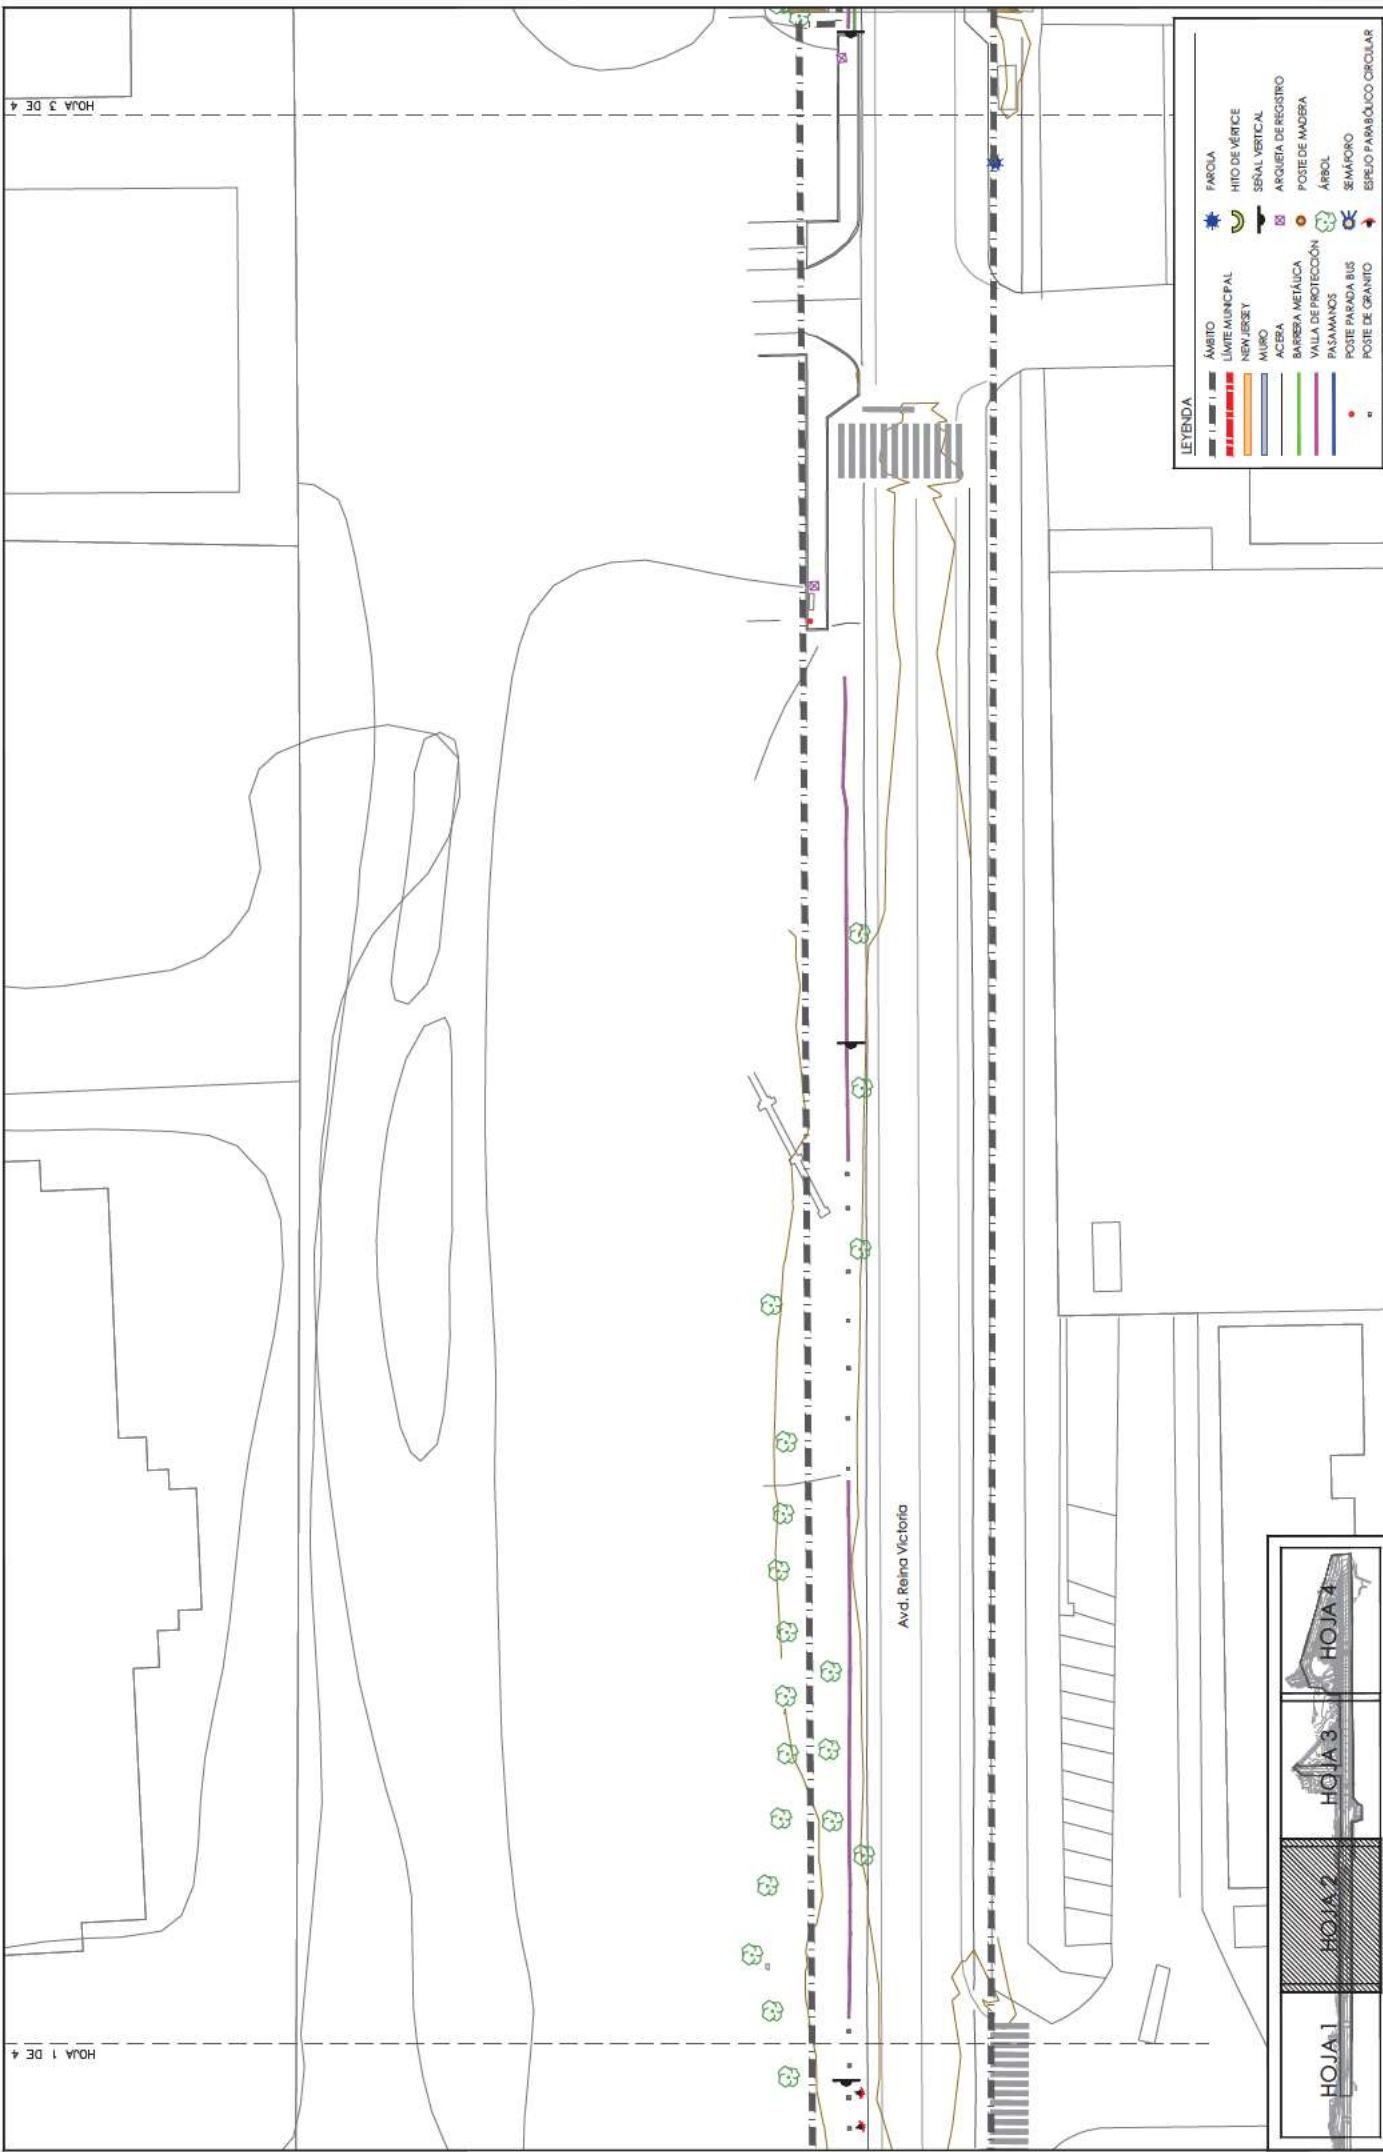 HOJA 1 DE 4
HOJA 3 DE 4
Avd. Reina Victoria
LEYENDA
ÁMBITO
LÍMITE MUNICIPAL
NEW JERSEY
MURO
ACERA
BARRERA METÁLICA
VALLA DE PROTECCIÓN
PASAMANOS
POSTE PARADA BUS
POSTE DE GRANITO
FAROLA
HITO DE VÉRTICE
SEÑAL VERTICAL
ARQUETA DE REGISTRO
POSTE DE MADERA
ÁRBOL
SEMÁFORO
ESPEJO PARABÓLICO CIRCULAR
HOJA 1
HOJA 2
HOJA 3
HOJA 4